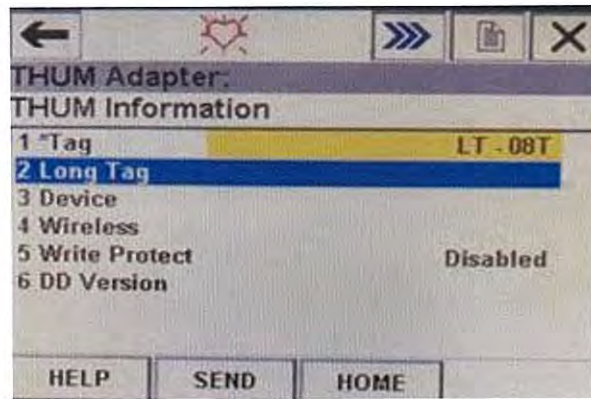 THUM Adapter:
THUM Information
1 *Tag LT - 08T
2 Long Tag
3 Device
4 Wireless
5 Write Protect Disabled
6 DD Version
HELP SEND HOME